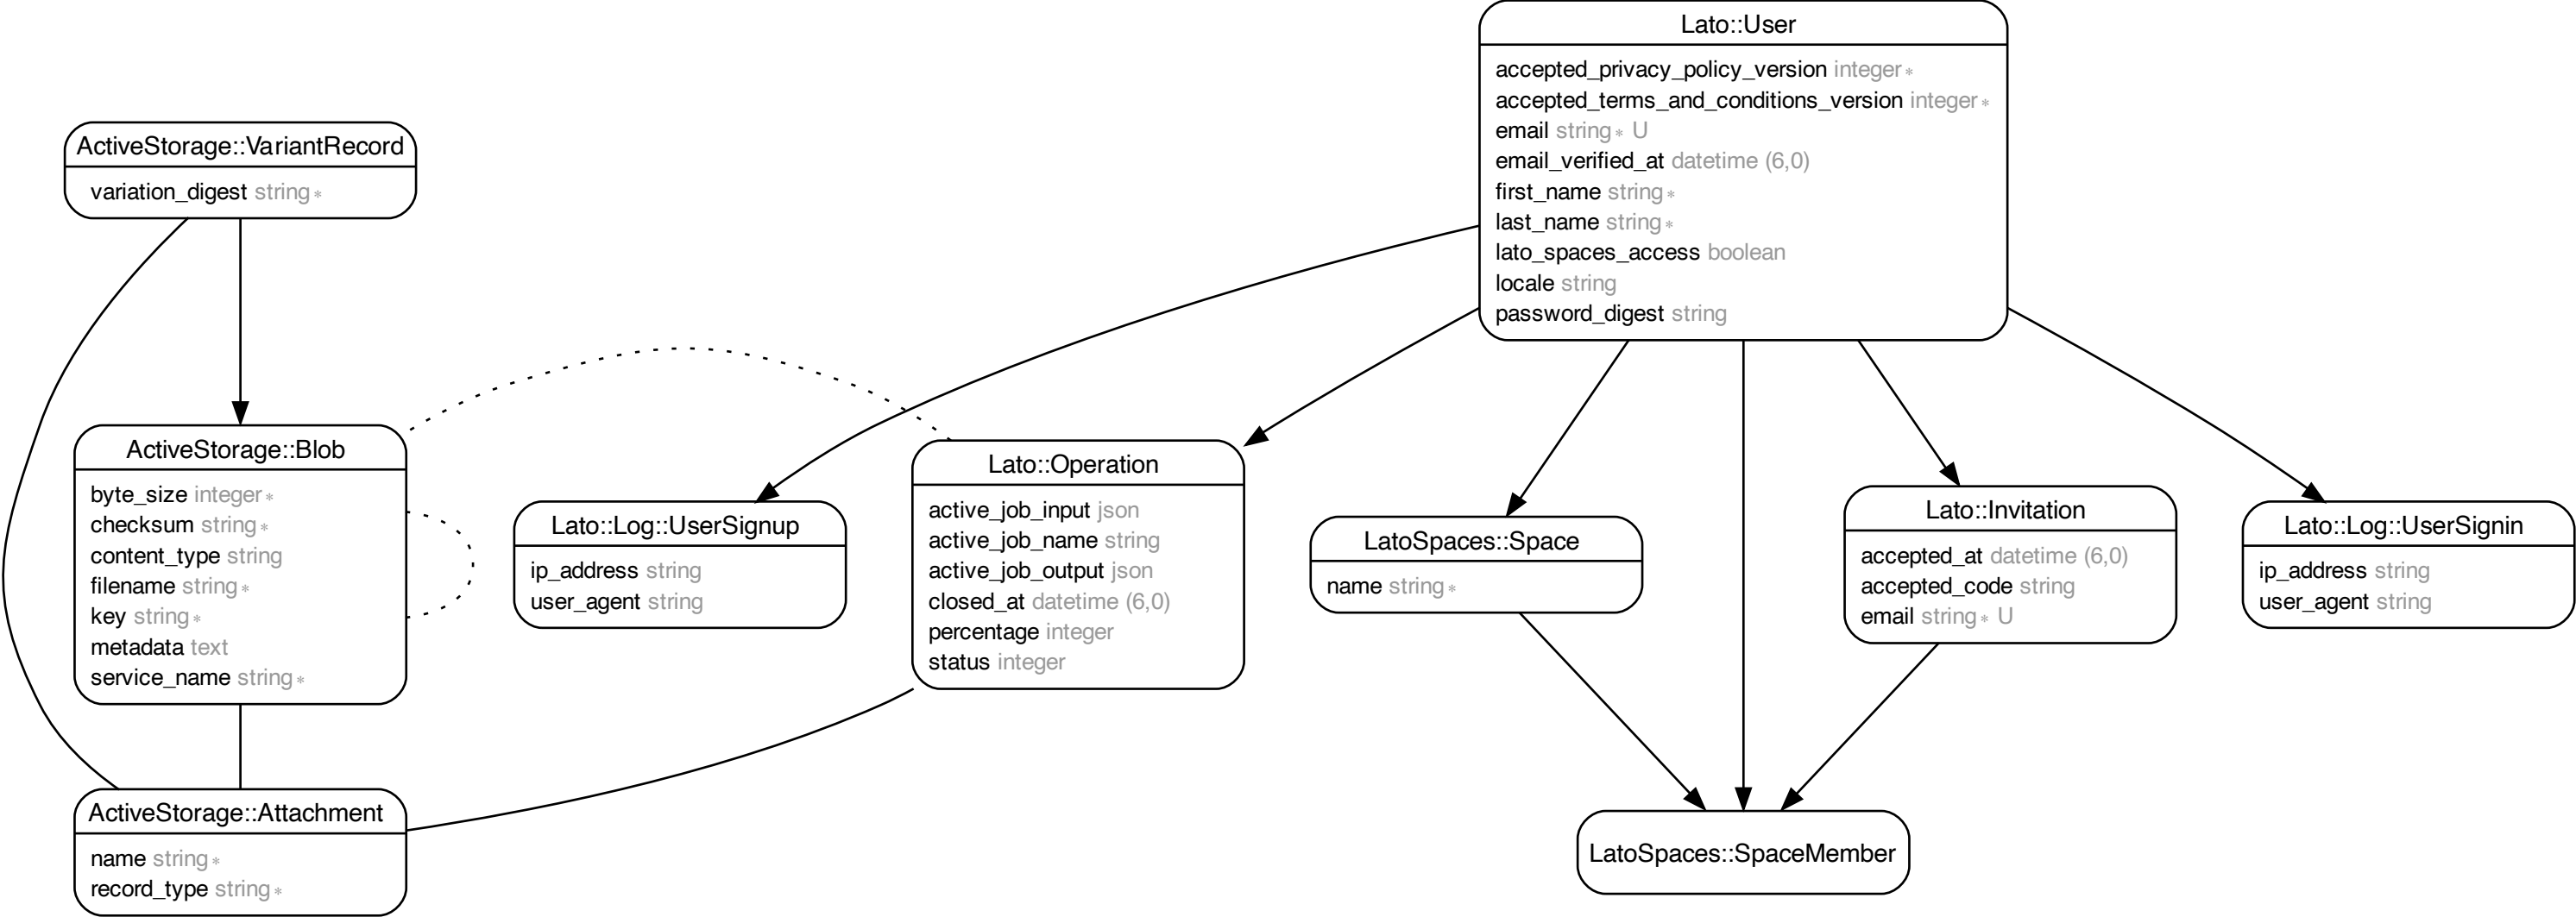 Lato::User
accepted_privacy_policy_version integer *
accepted_terms_and_conditions_version integer *
email string * U
email_verified_at datetime (6,0)
first_name string *
last_name string *
lato_spaces_access boolean
locale string
password_digest string
ActiveStorage::VariantRecord
variation_digest string *
ActiveStorage::Blob
byte_size integer *
checksum string *
content_type string
filename string *
key string *
metadata text
service_name string *
Lato::Log::UserSignup
ip_address string
user_agent string
Lato::Operation
active_job_input json
active_job_name string
active_job_output json
closed_at datetime (6,0)
percentage integer
status integer
LatoSpaces::Space
name string *
Lato::Invitation
accepted_at datetime (6,0)
accepted_code string
email string * U
Lato::Log::UserSignin
ip_address string
user_agent string
ActiveStorage::Attachment
name string *
record_type string *
LatoSpaces::SpaceMember